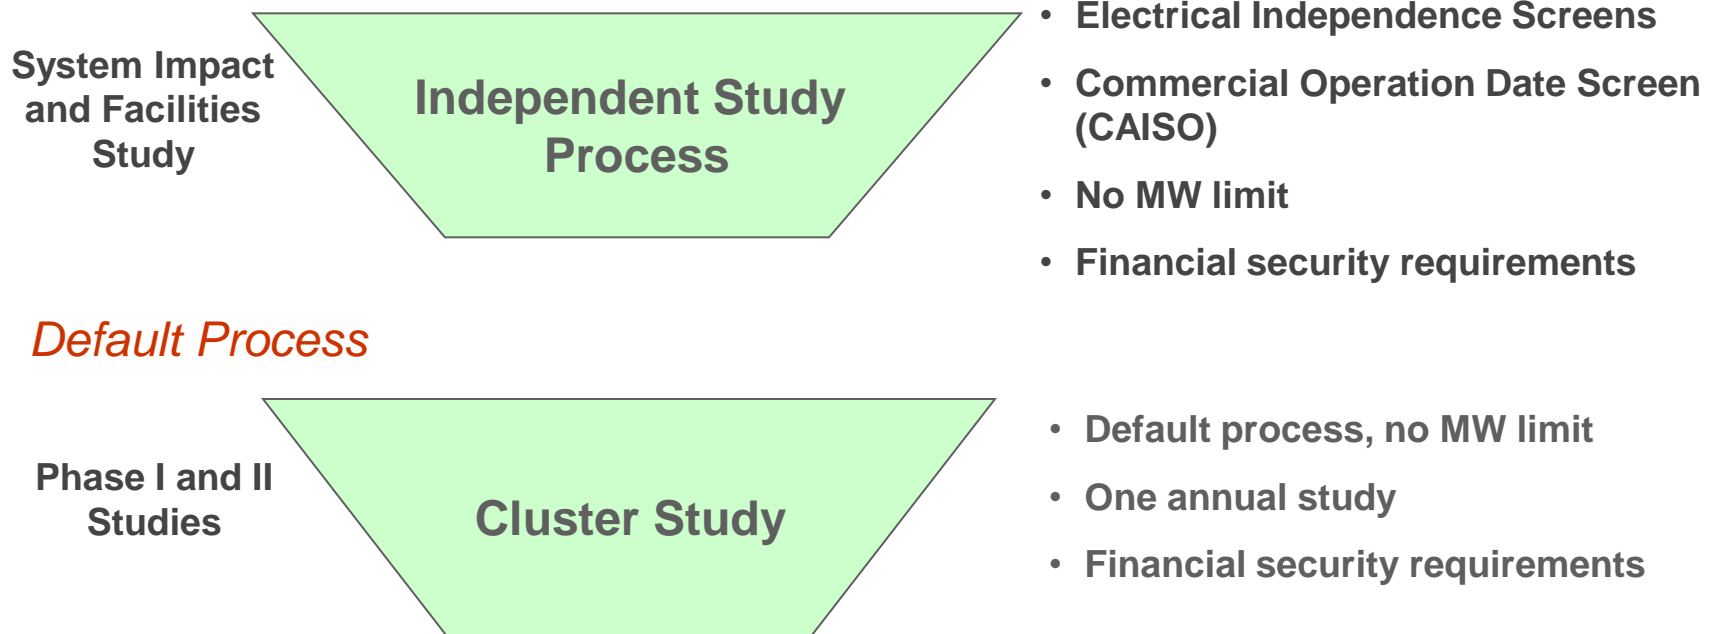 System Impact
and Facilities
Study
Independent Study
Process
• Electrical Independence Screens
• Commercial Operation Date Screen
(CAISO)
• No MW limit
• Financial security requirements
Default Process
Phase I and II
Studies
Cluster Study
• Default process, no MW limit
• One annual study
• Financial security requirements